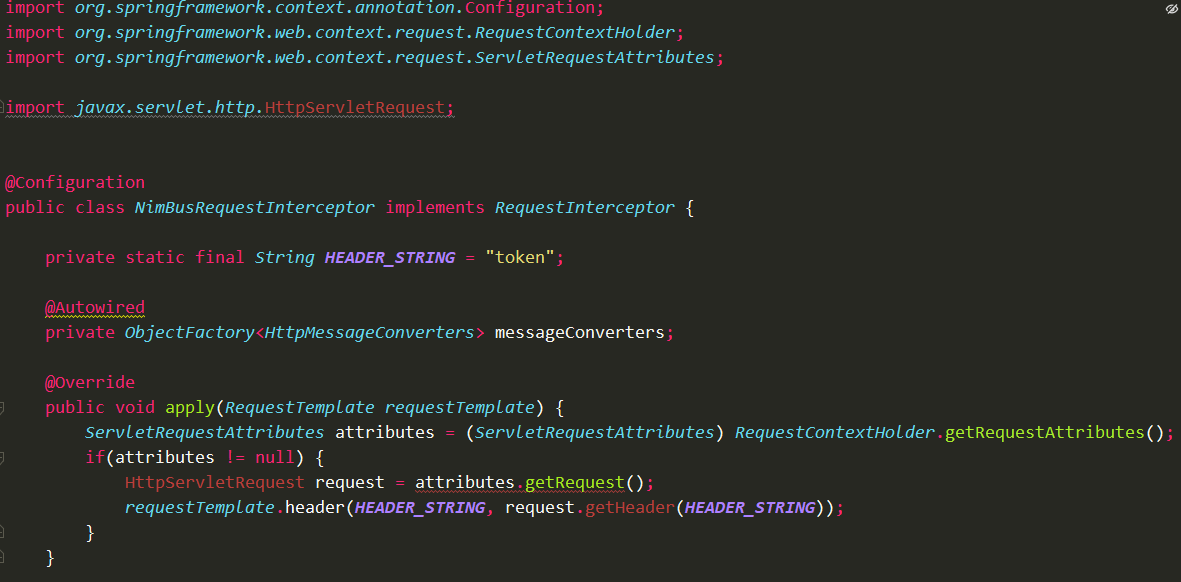 import org.springframework.context.annotation.Configuration;
import org.springframework.web.context.request.RequestContextHolder;
import org.springframework.web.context.request.ServletRequestAttributes;
import javax.servlet.http.HttpServletRequest;
@Configuration
public class NimBusRequestInterceptor implements RequestInterceptor {
private static final String HEADER_STRING = "token";
@Autowired
private ObjectFactory<HttpMessageConverters> messageConverters;
@Override
public void apply(RequestTemplate requestTemplate) {
ServletRequestAttributes attributes = (ServletRequestAttributes) RequestContextHolder.getRequestAttributes();
if(attributes != null) {
HttpServletRequest request = attributes.getRequest();
requestTemplate.header(HEADER_STRING, request.getHeader(HEADER_STRING));
}
}